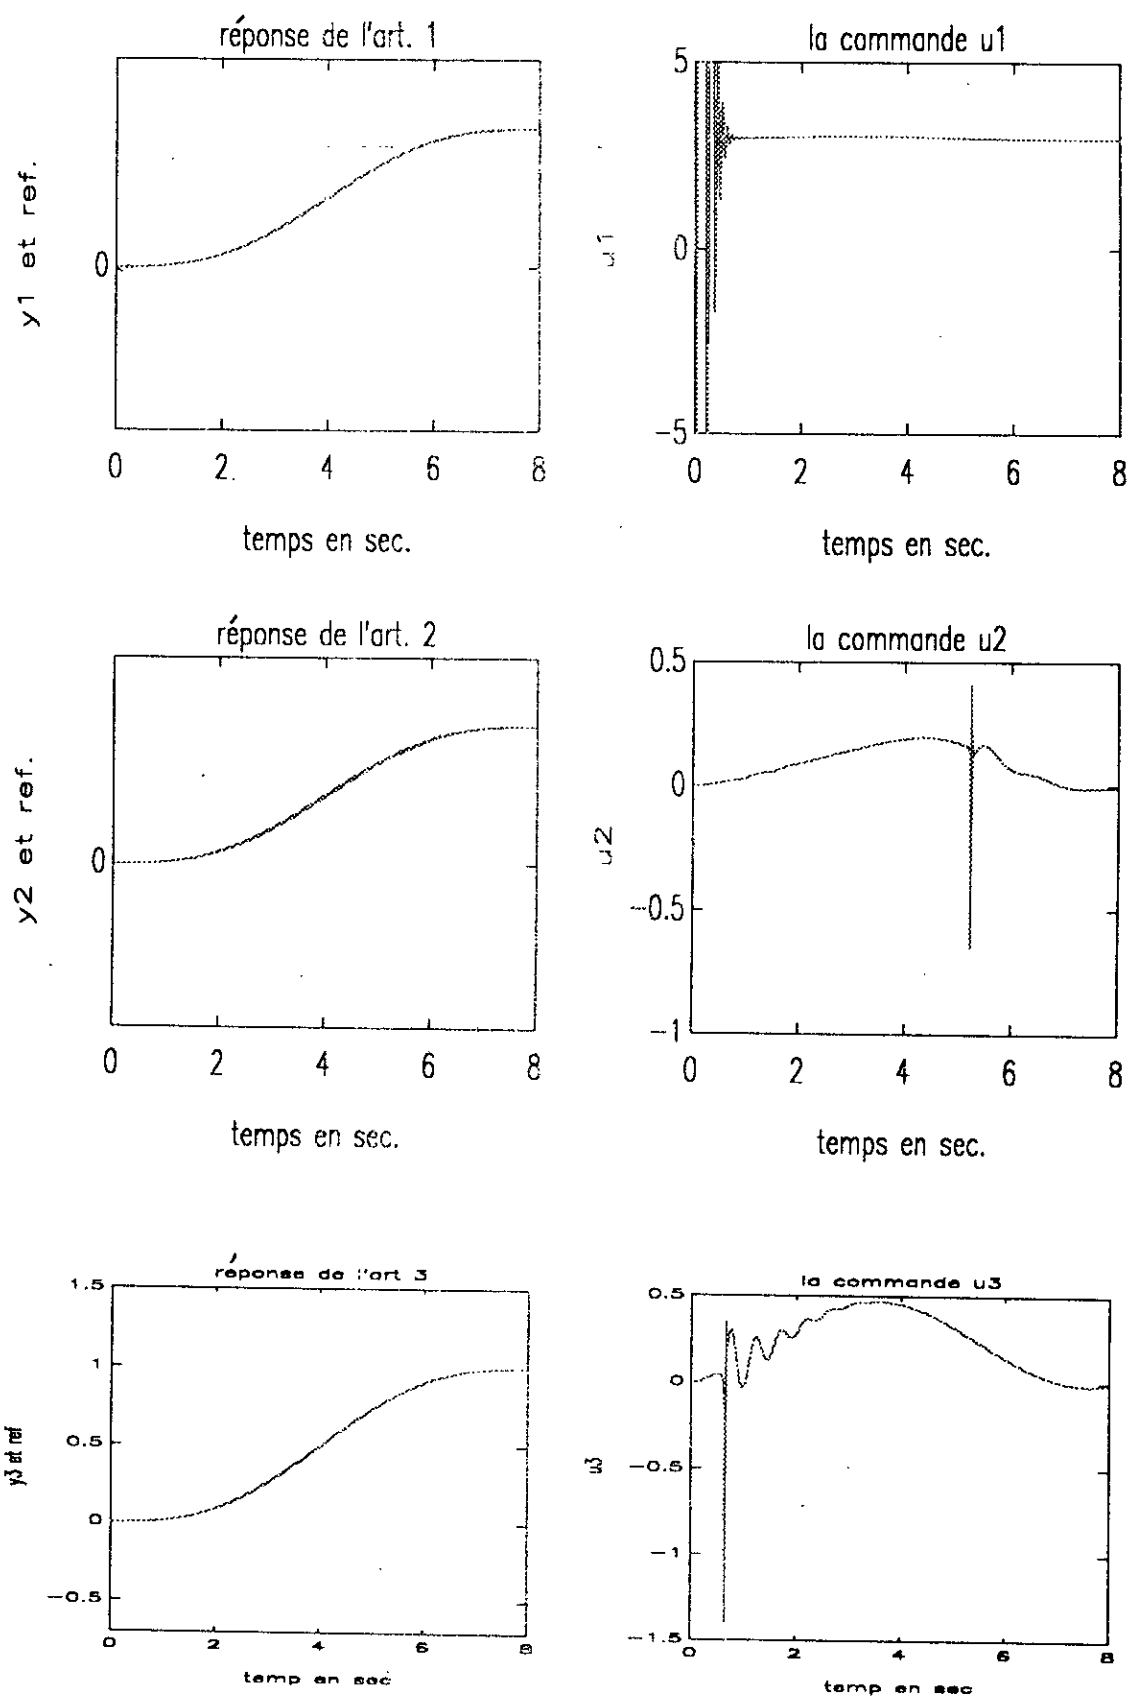 réponse de l'art. 1
y1 et ref.
0
0 2 4 6 8
temps en sec.
la commande u1
u1
5
0
-5
0 2 4 6 8
temps en sec.
réponse de l'art. 2
y2 et ref.
0
0 2 4 6 8
temps en sec.
la commande u2
u2
0.5
0
-0.5
-1
0 2 4 6 8
temps en sec.
réponse de l'art 3
y3 et ref
1.5
1
0.5
0
-0.5
0 2 4 6 8
temp en sec
la commande u3
u3
0.5
0
-0.5
-1
-1.5
0 2 4 6 8
temp en sec